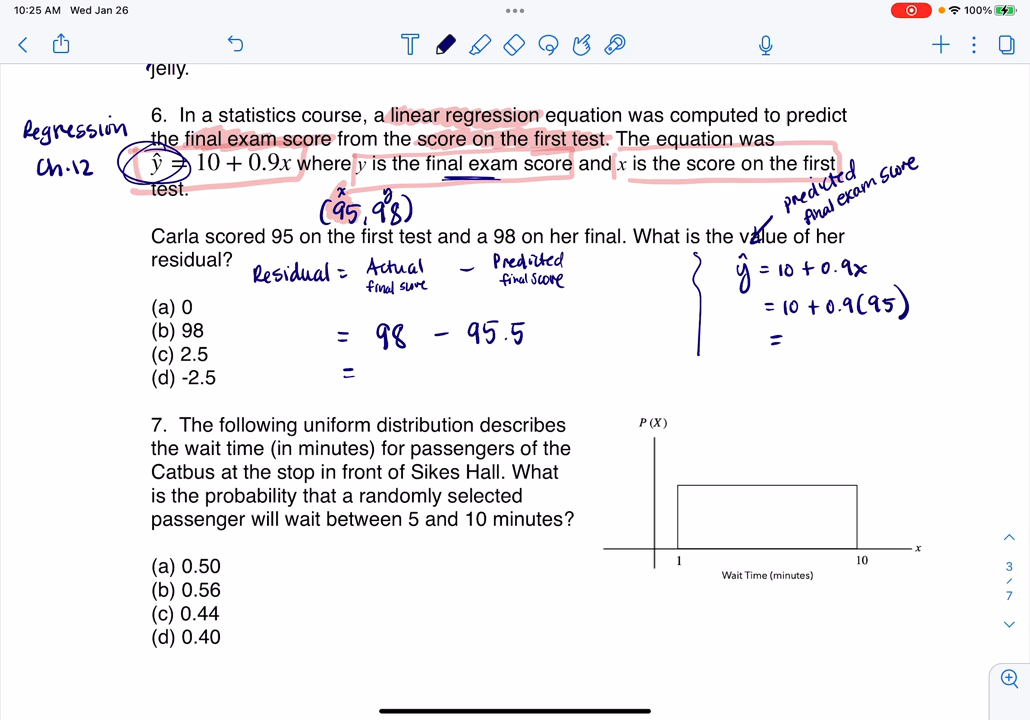 10:25 AM Wed Jan 26
100%
jelly.
Regression
Ch.12
6. In a statistics course, a linear regression equation was computed to predict
the final exam score from the score on the first test. The equation was
ŷ = 10 + 0.9x where y is the final exam score and x is the score on the first
test.
predicted
final exam score
x y
(95, 98)
Carla scored 95 on the first test and a 98 on her final. What is the value of her
residual?
Residual = Actual final score - Predicted final score
ŷ = 10 + 0.9x
= 10 + 0.9(95)
=
(a) 0
(b) 98
(c) 2.5
(d) -2.5
= 98 - 95.5
=
7. The following uniform distribution describes
the wait time (in minutes) for passengers of the
Catbus at the stop in front of Sikes Hall. What
is the probability that a randomly selected
passenger will wait between 5 and 10 minutes?
(a) 0.50
(b) 0.56
(c) 0.44
(d) 0.40
P (X)
x
1 10
Wait Time (minutes)
3
/
7